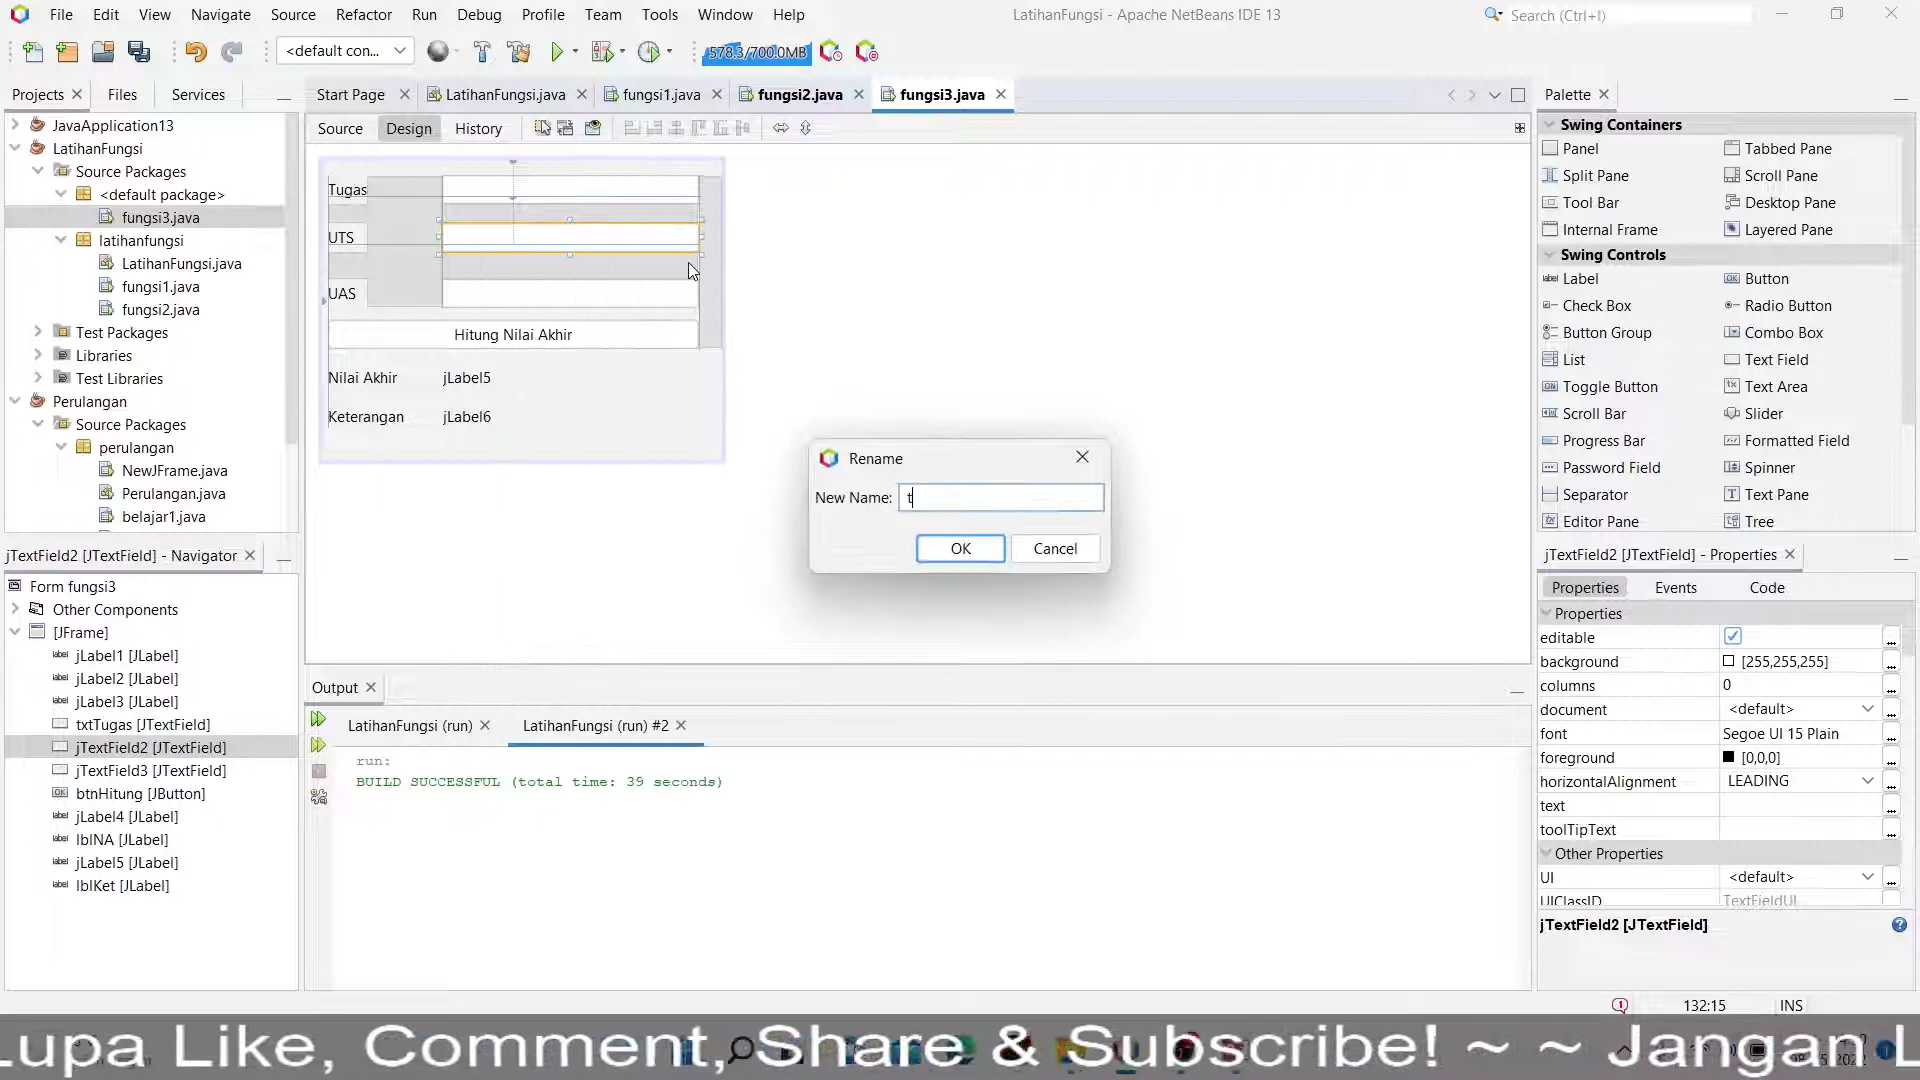 File Edit View Navigate Source Refactor Run Debug Profile Team Tools Window Help
LatihanFungsi - Apache NetBeans IDE 13
Search (Ctrl+I)
<default con...
578.3/700.0MB
Projects Files Services
Start Page LatihanFungsi.java fungsi1.java fungsi2.java fungsi3.java
Palette
Source Design History
JavaApplication13
LatihanFungsi
Source Packages
<default package>
fungsi3.java
latihanfungsi
LatihanFungsi.java
fungsi1.java
fungsi2.java
Test Packages
Libraries
Test Libraries
Perulangan
Source Packages
perulangan
NewJFrame.java
Perulangan.java
belajar1.java
Tugas
UTS
UAS
Hitung Nilai Akhir
Nilai Akhir jLabel5
Keterangan jLabel6
Rename
New Name: t
OK Cancel
Swing Containers
Panel Tabbed Pane
Split Pane Scroll Pane
Tool Bar Desktop Pane
Internal Frame Layered Pane
Swing Controls
Label Button
Check Box Radio Button
Button Group Combo Box
List Text Field
Toggle Button Text Area
Scroll Bar Slider
Progress Bar Formatted Field
Password Field Spinner
Separator Text Pane
Editor Pane Tree
jTextField2 [JTextField] - Navigator
Form fungsi3
Other Components
[JFrame]
jLabel1 [JLabel]
jLabel2 [JLabel]
jLabel3 [JLabel]
txtTugas [JTextField]
jTextField2 [JTextField]
jTextField3 [JTextField]
btnHitung [JButton]
jLabel4 [JLabel]
lblNA [JLabel]
jLabel5 [JLabel]
lblKet [JLabel]
Output
LatihanFungsi (run) LatihanFungsi (run) #2
run:
BUILD SUCCESSFUL (total time: 39 seconds)
jTextField2 [JTextField] - Properties
Properties Events Code
Properties
editable
background [255,255,255]
columns 0
document <default>
font Segoe UI 15 Plain
foreground [0,0,0]
horizontalAlignment LEADING
text
toolTipText
Other Properties
UI <default>
UIClassID TextFieldUI
jTextField2 [JTextField]
132:15 INS
Lupa Like, Comment, Share & Subscribe! ~ ~ Jangan L